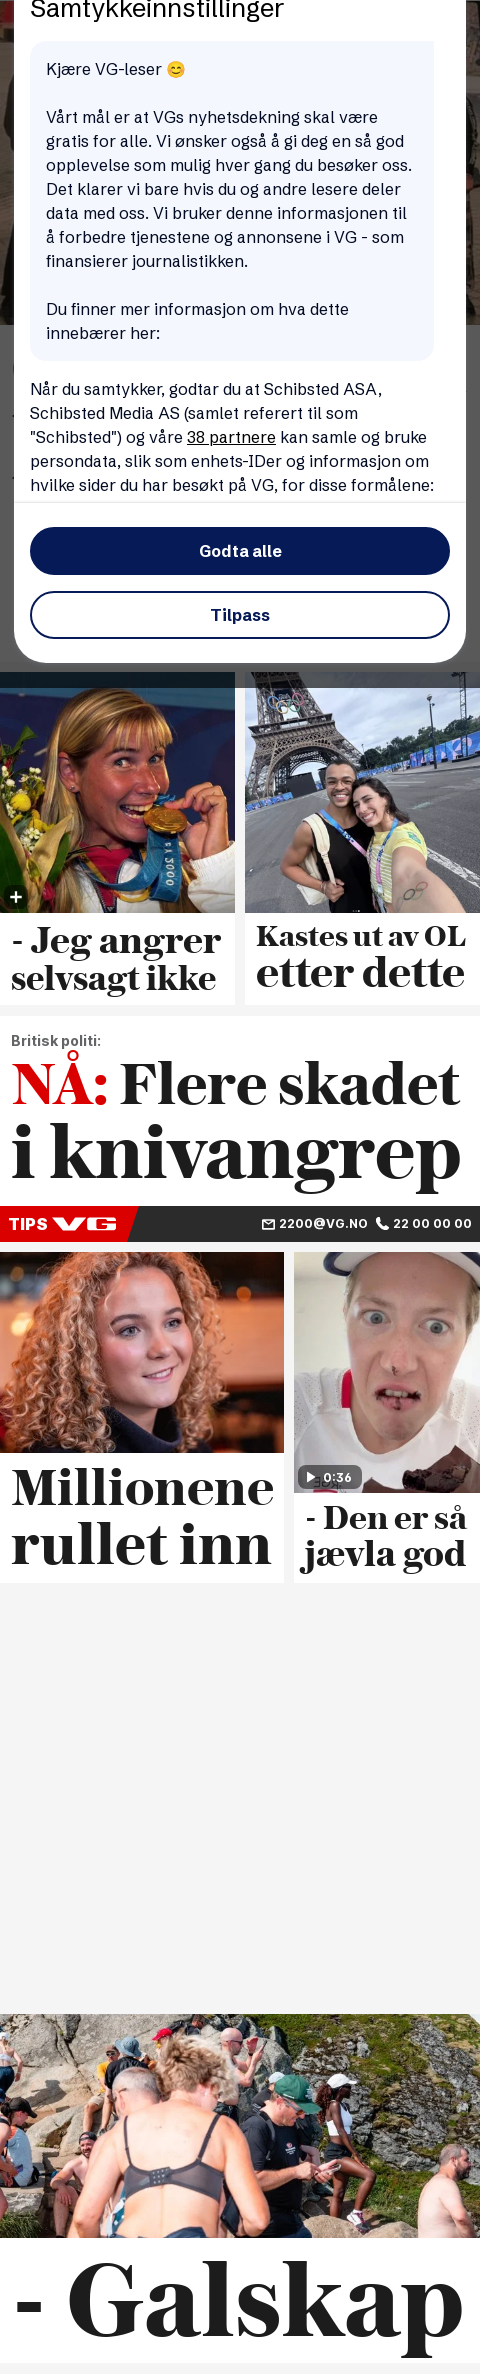 Samtykkeinnstillinger
Kjære VG-leser 😊
Vårt mål er at VGs nyhetsdekning skal være
gratis for alle. Vi ønsker også å gi deg en så god
opplevelse som mulig hver gang du besøker oss.
Det klarer vi bare hvis du og andre lesere deler
data med oss. Vi bruker denne informasjonen til
å forbedre tjenestene og annonsene i VG - som
finansierer journalistikken.
Du finner mer informasjon om hva dette
innebærer her:
Når du samtykker, godtar du at Schibsted ASA,
Schibsted Media AS (samlet referert til som
"Schibsted") og våre 38 partnere kan samle og bruke
persondata, slik som enhets-IDer og informasjon om
hvilke sider du har besøkt på VG, for disse formålene:
Godta alle
Tilpass
- Jeg angrer
selvsagt ikke
Kastes ut av OL
etter dette
Britisk politi:
NÅ: Flere skadet
i knivangrep
TIPS VG 2200@VG.NO 22 00 00 00
Millionene
rullet inn
0:36
- Den er så
jævla god
- Galskap